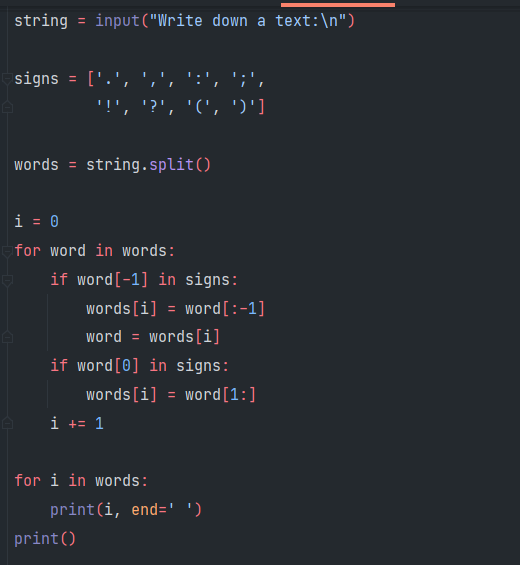 string = input("Write down a text:\n")
signs = ['.', ',', ':', ';',
'!', '?', '(', ')']
words = string.split()
i = 0
for word in words:
if word[-1] in signs:
words[i] = word[:-1]
word = words[i]
if word[0] in signs:
words[i] = word[1:]
i += 1
for i in words:
print(i, end=' ')
print()